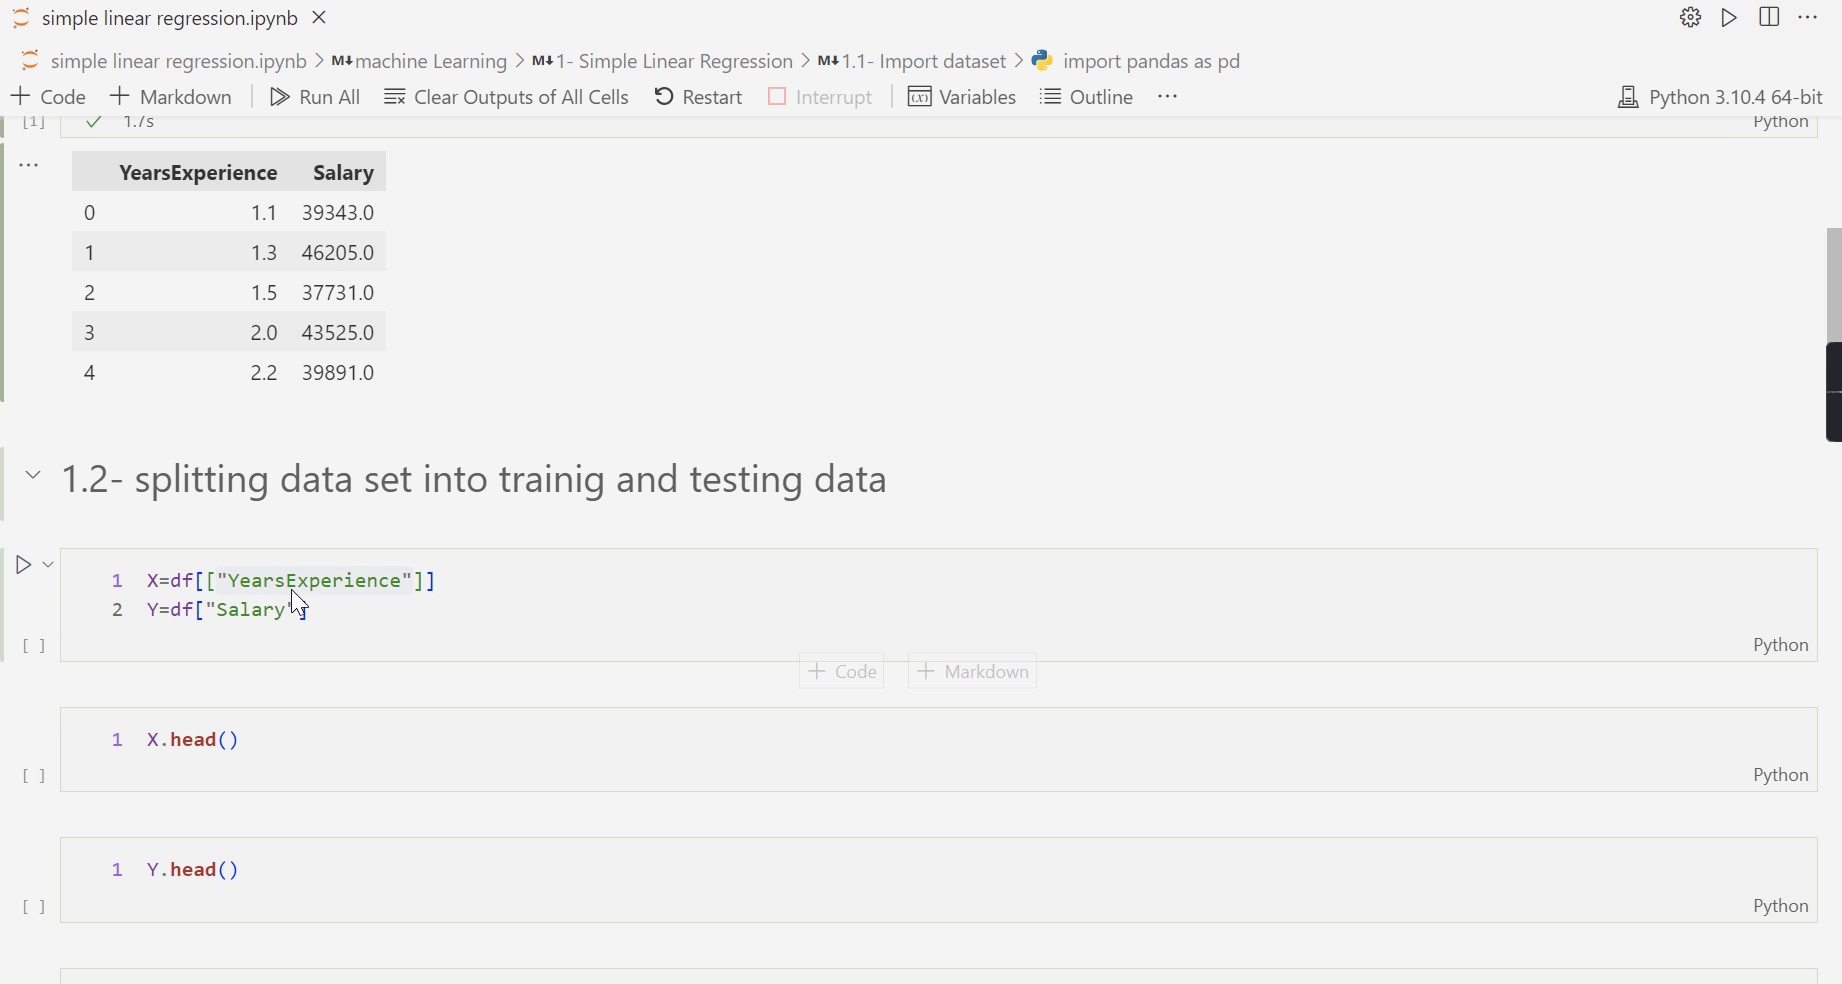 simple linear regression.ipynb
simple linear regression.ipynb > M↓ machine Learning > M↓ 1- Simple Linear Regression > M↓ 1.1- Import dataset > import pandas as pd
+ Code + Markdown Run All Clear Outputs of All Cells Restart Interrupt Variables Outline ... Python 3.10.4 64-bit
[1] ✓ 1.7s Python
...
YearsExperience Salary
0 1.1 39343.0
1 1.3 46205.0
2 1.5 37731.0
3 2.0 43525.0
4 2.2 39891.0
1.2- splitting data set into trainig and testing data
1 X=df[["YearsExperience"]]
2 Y=df["Salary"]
[ ] Python
+ Code + Markdown
1 X.head()
[ ] Python
1 Y.head()
[ ] Python